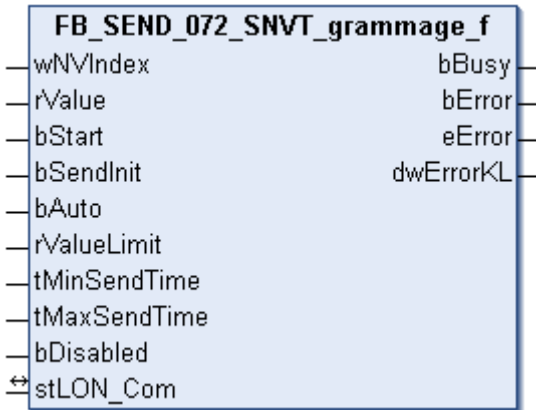 FB_SEND_072_SNVT_grammage_f
wNVIndex bBusy
rValue bError
bStart eError
bSendInit dwErrorKL
bAuto
rValueLimit
tMinSendTime
tMaxSendTime
bDisabled
stLON_Com